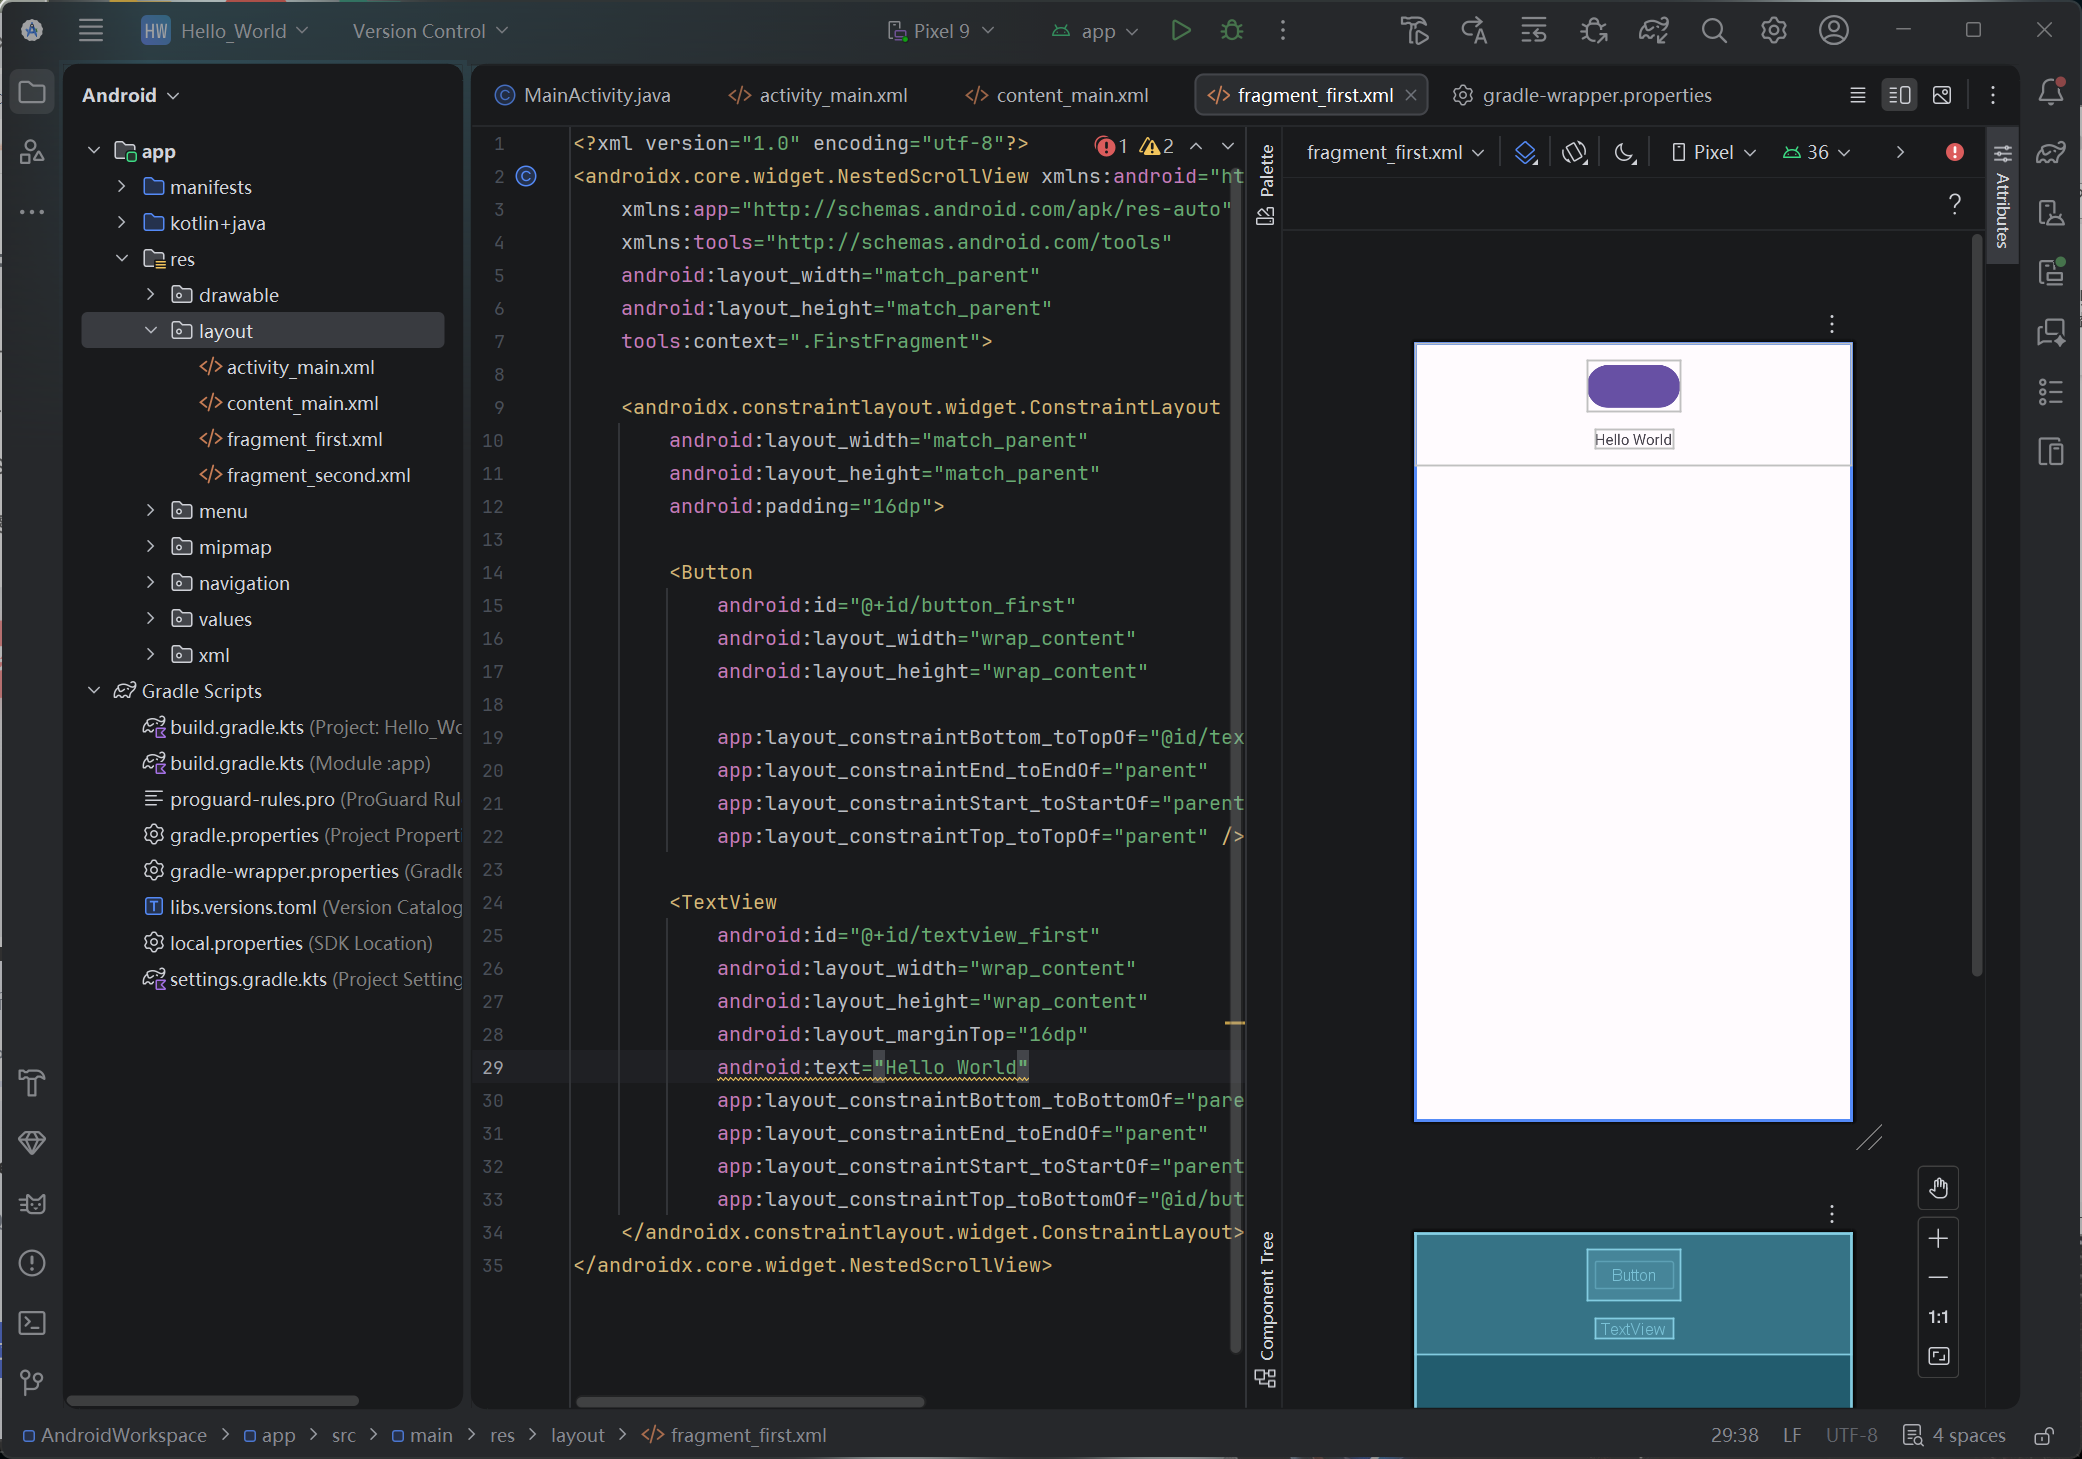 HW Hello_World Version Control Pixel 9 app
Android
app
manifests
kotlin+java
res
drawable
layout
activity_main.xml
content_main.xml
fragment_first.xml
fragment_second.xml
menu
mipmap
navigation
values
xml
Gradle Scripts
build.gradle.kts (Project: Hello_Wo
build.gradle.kts (Module :app)
proguard-rules.pro (ProGuard Rul
gradle.properties (Project Propert
gradle-wrapper.properties (Gradle
T libs.versions.toml (Version Catalog
local.properties (SDK Location)
settings.gradle.kts (Project Setting
MainActivity.java activity_main.xml content_main.xml fragment_first.xml gradle-wrapper.properties
1 <?xml version="1.0" encoding="utf-8"?> 1 2
2 <androidx.core.widget.NestedScrollView xmlns:android="ht
3 xmlns:app="http://schemas.android.com/apk/res-auto"
4 xmlns:tools="http://schemas.android.com/tools"
5 android:layout_width="match_parent"
6 android:layout_height="match_parent"
7 tools:context=".FirstFragment">
8
9 <androidx.constraintlayout.widget.ConstraintLayout
10 android:layout_width="match_parent"
11 android:layout_height="match_parent"
12 android:padding="16dp">
13
14 <Button
15 android:id="@+id/button_first"
16 android:layout_width="wrap_content"
17 android:layout_height="wrap_content"
18
19 app:layout_constraintBottom_toTopOf="@id/tex
20 app:layout_constraintEnd_toEndOf="parent"
21 app:layout_constraintStart_toStartOf="parent
22 app:layout_constraintTop_toTopOf="parent" />
23
24 <TextView
25 android:id="@+id/textview_first"
26 android:layout_width="wrap_content"
27 android:layout_height="wrap_content"
28 android:layout_marginTop="16dp"
29 android:text="Hello World"
30 app:layout_constraintBottom_toBottomOf="pare
31 app:layout_constraintEnd_toEndOf="parent"
32 app:layout_constraintStart_toStartOf="parent
33 app:layout_constraintTop_toBottomOf="@id/but
34 </androidx.constraintlayout.widget.ConstraintLayout>
35 </androidx.core.widget.NestedScrollView>
Palette
Component Tree
fragment_first.xml Pixel 36
?
Attributes
Hello World
Button
TextView
1:1
AndroidWorkspace > app > src > main > res > layout > fragment_first.xml
29:38 LF UTF-8 4 spaces